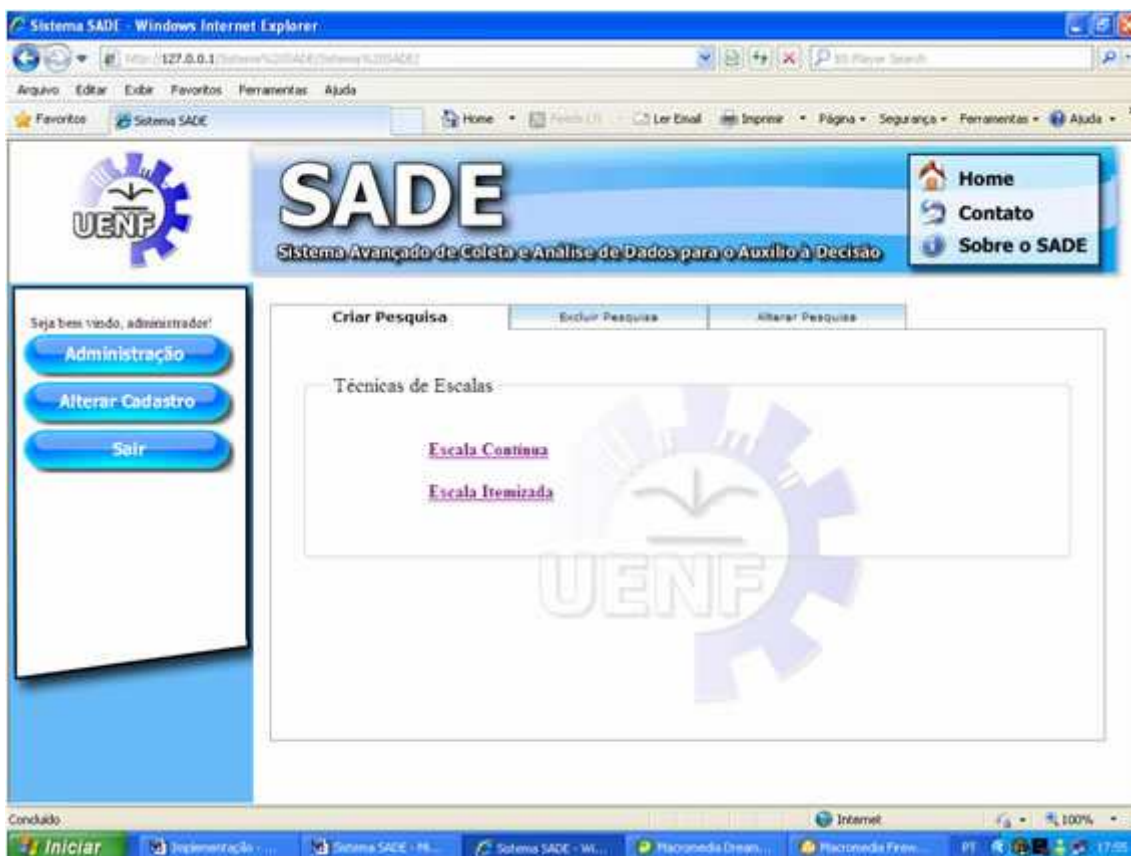 Sistema SADE - Windows Internet Explorer
127.0.0.1
Arquivo Editar Exibir Favoritos Ferramentas Ajuda
Favoritos Sistema SADE Home Ler Email Imprimir Página Segurança Ferramentas Ajuda
UENF
SADE
Sistema Avançado de Coleta e Análise de Dados para o Auxílio à Decisão
Home
Contato
Sobre o SADE
Seja bem vindo, administrador!
Administração
Alterar Cadastro
Sair
Criar Pesquisa Excluir Pesquisa Alterar Pesquisa
Técnicas de Escalas
Escala Contínua
Escala Itemizada
UENF
Concluído Internet 100%
Iniciar Implementação - ... Sistema SADE - Mi... Sistema SADE - Wi... Macromedia Dream... Macromedia Firew... PT 17:55